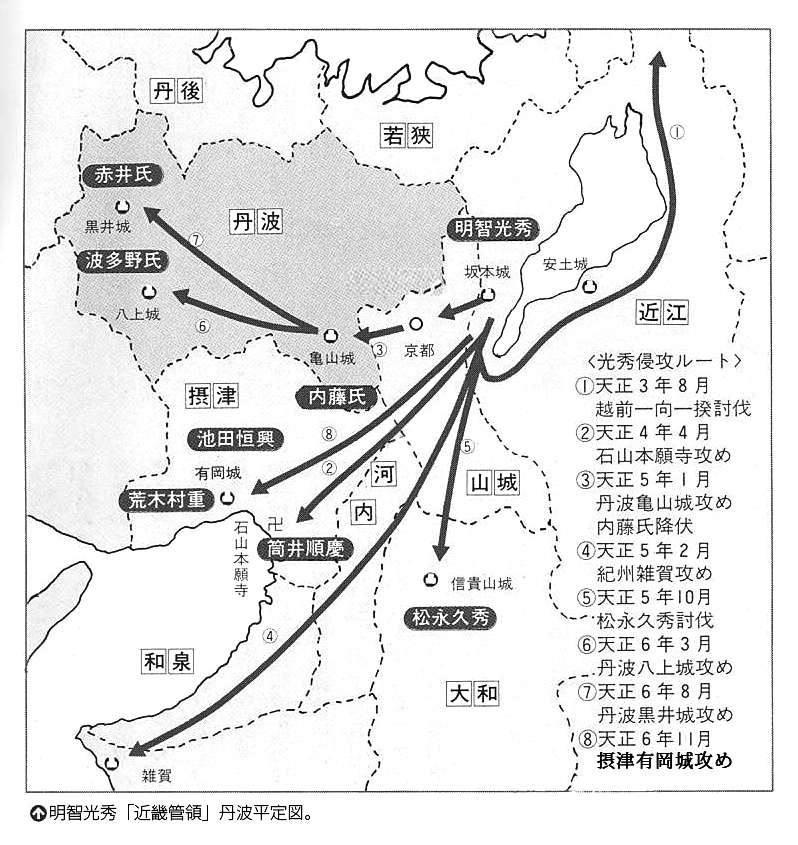 丹後
若狭
赤井氏
黒井城
丹波
明智光秀
①
⑦
波多野氏
坂本城
安土城
八上城
⑥
亀山城
③
京都
近江
摂津
内藤氏
池田恒興
⑧
②
⑤
有岡城
荒木村重
河内
山城
卍
石山本願寺
筒井順慶
信貴山城
松永久秀
④
和泉
大和
雑賀
〈光秀侵攻ルート〉
①天正3年8月
越前一向一揆討伐
②天正4年4月
石山本願寺攻め
③天正5年1月
丹波亀山城攻め
内藤氏降伏
④天正5年2月
紀州雑賀攻め
⑤天正5年10月
松永久秀討伐
⑥天正6年3月
丹波八上城攻め
⑦天正6年8月
丹波黒井城攻め
⑧天正6年11月
摂津有岡城攻め
明智光秀「近畿管領」丹波平定図。